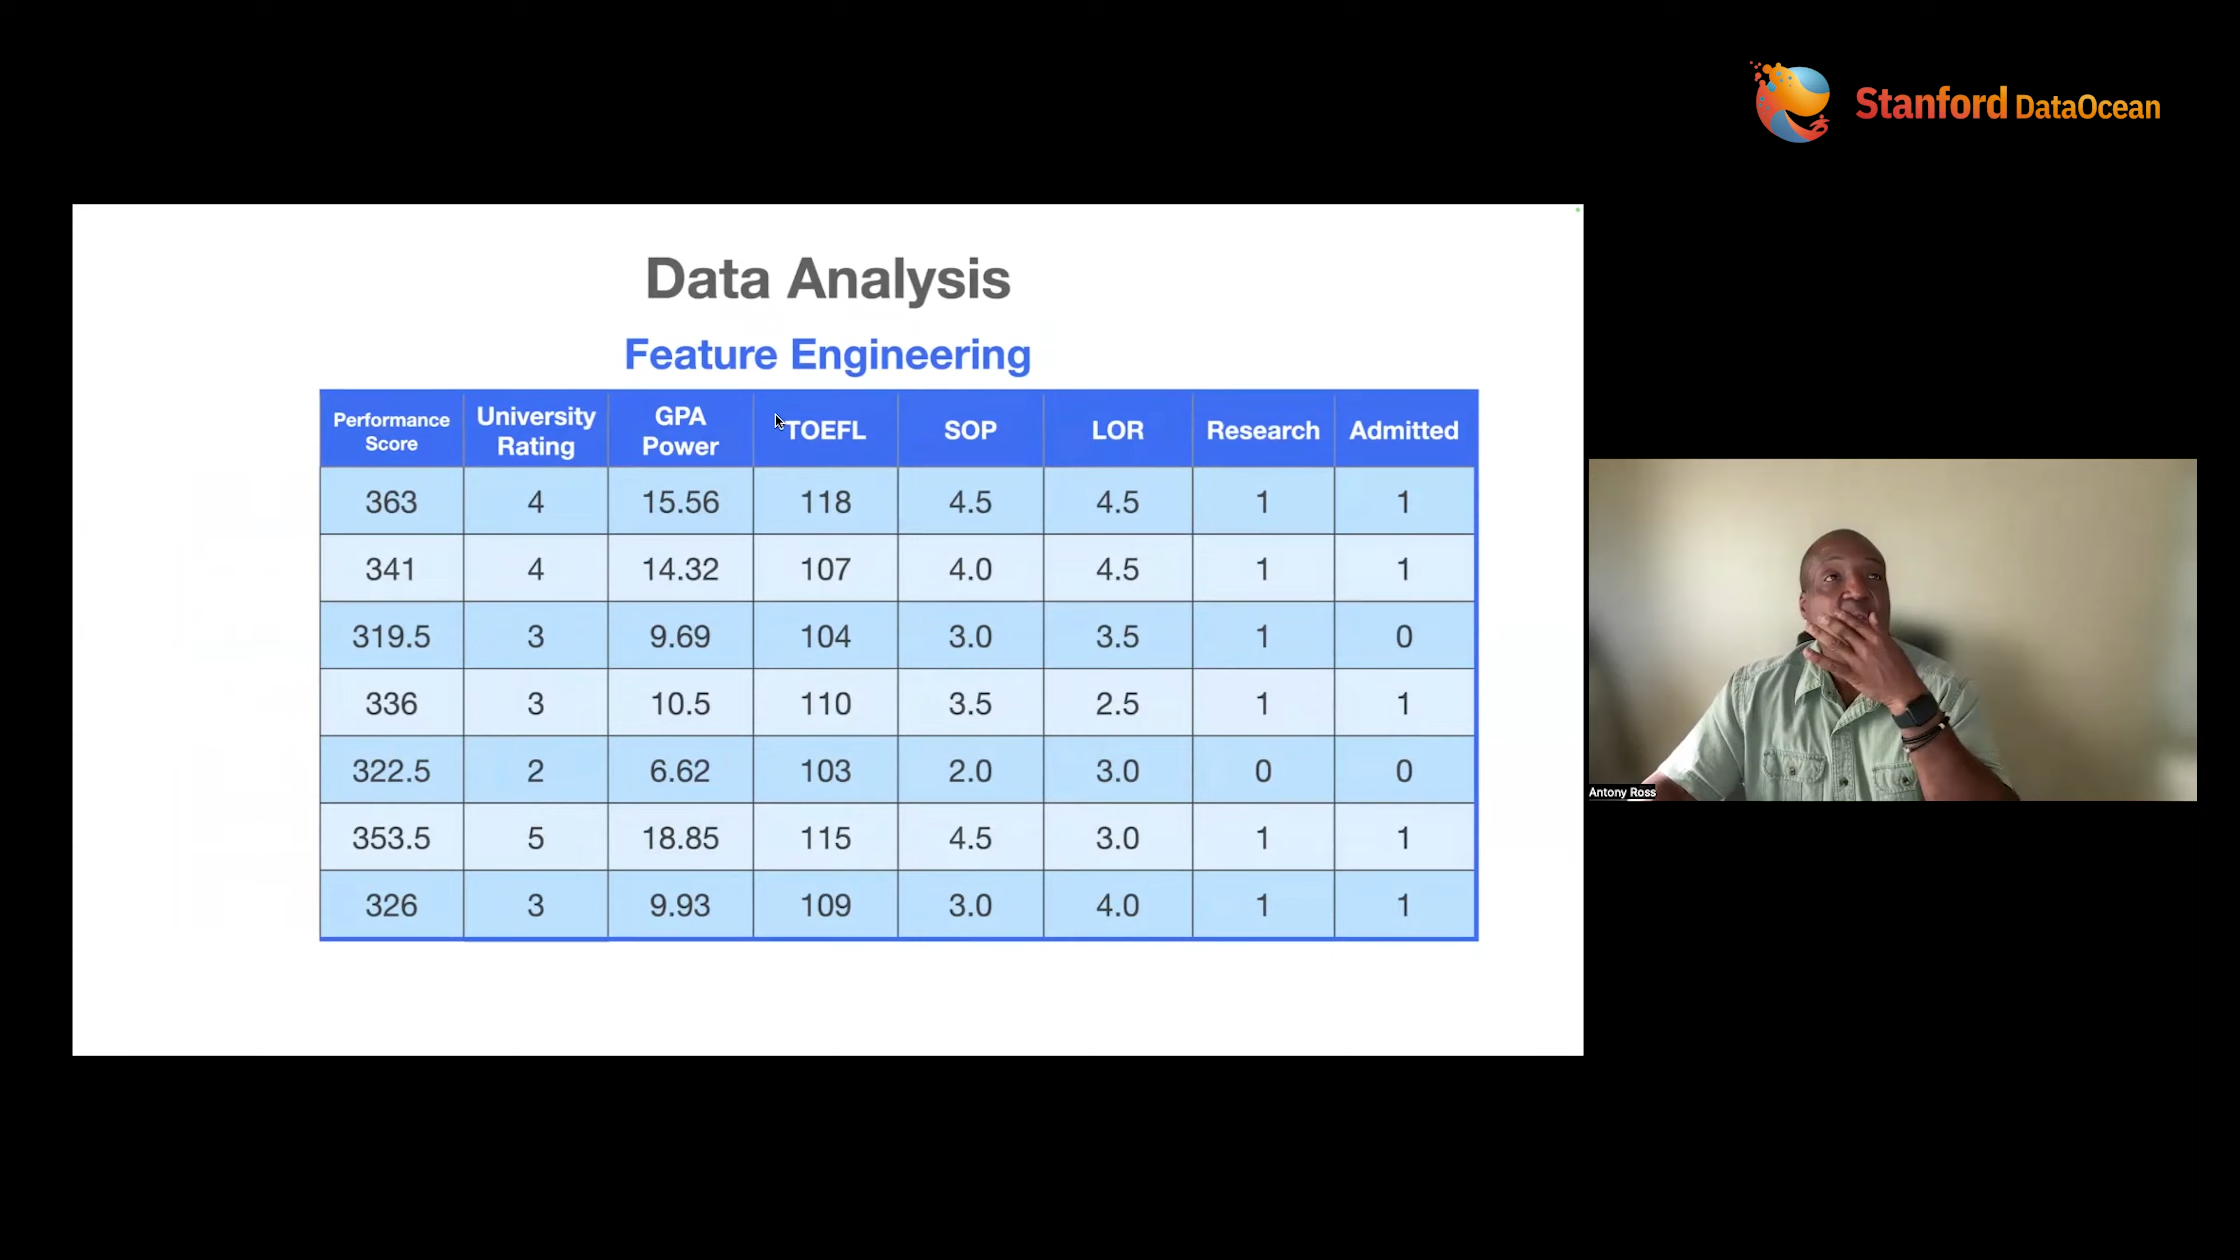 Stanford DataOcean
Data Analysis
Feature Engineering
Performance Score University Rating GPA Power TOEFL SOP LOR Research Admitted
363 4 15.56 118 4.5 4.5 1 1
341 4 14.32 107 4.0 4.5 1 1
319.5 3 9.69 104 3.0 3.5 1 0
336 3 10.5 110 3.5 2.5 1 1
322.5 2 6.62 103 2.0 3.0 0 0
353.5 5 18.85 115 4.5 3.0 1 1
326 3 9.93 109 3.0 4.0 1 1
Antony Ross